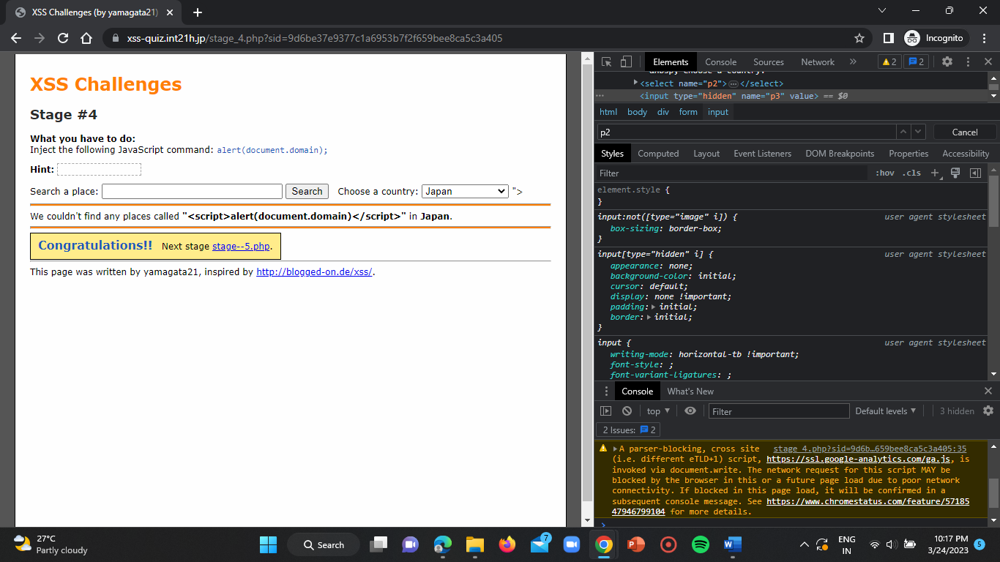 XSS Challenges (by yamagata21)
xss-quiz.int21h.jp/stage_4.php?sid=9d6be37e9377c1a6953b7f2f659bee8ca5c3a405
Incognito
XSS Challenges
Stage #4
What you have to do:
Inject the following JavaScript command: alert(document.domain);
Hint:
Search a place: Search Choose a country: Japan ">
We couldn't find any places called "<script>alert(document.domain)</script>" in Japan.
Congratulations!! Next stage stage--5.php.
This page was written by yamagata21, inspired by http://blogged-on.de/xss/.
Elements Console Sources Network » 2 2
&nbsp; Choose a country:
<select name="p2"> … </select>
… <input type="hidden" name="p3" value> == $0
html body div form input
p2 Cancel
Styles Computed Layout Event Listeners DOM Breakpoints Properties Accessibility
Filter :hov .cls +
element.style {
}
input:not([type="image" i]) { user agent stylesheet
box-sizing: border-box;
}
input[type="hidden" i] { user agent stylesheet
appearance: none;
background-color: initial;
cursor: default;
display: none !important;
padding: initial;
border: initial;
}
input { user agent stylesheet
writing-mode: horizontal-tb !important;
font-style: ;
font-variant-ligatures: ;
Console What's New
top Filter Default levels 3 hidden
2 Issues: 2
A parser-blocking, cross site stage_4.php?sid=9d6b…659bee8ca5c3a405:35
(i.e. different eTLD+1) script, https://ssl.google-analytics.com/ga.js, is
invoked via document.write. The network request for this script MAY be
blocked by the browser in this or a future page load due to poor network
connectivity. If blocked in this page load, it will be confirmed in a
subsequent console message. See https://www.chromestatus.com/feature/57185
47946799104 for more details.
>
27°C
Partly cloudy
Search
7
ENG
IN
10:17 PM
3/24/2023
5